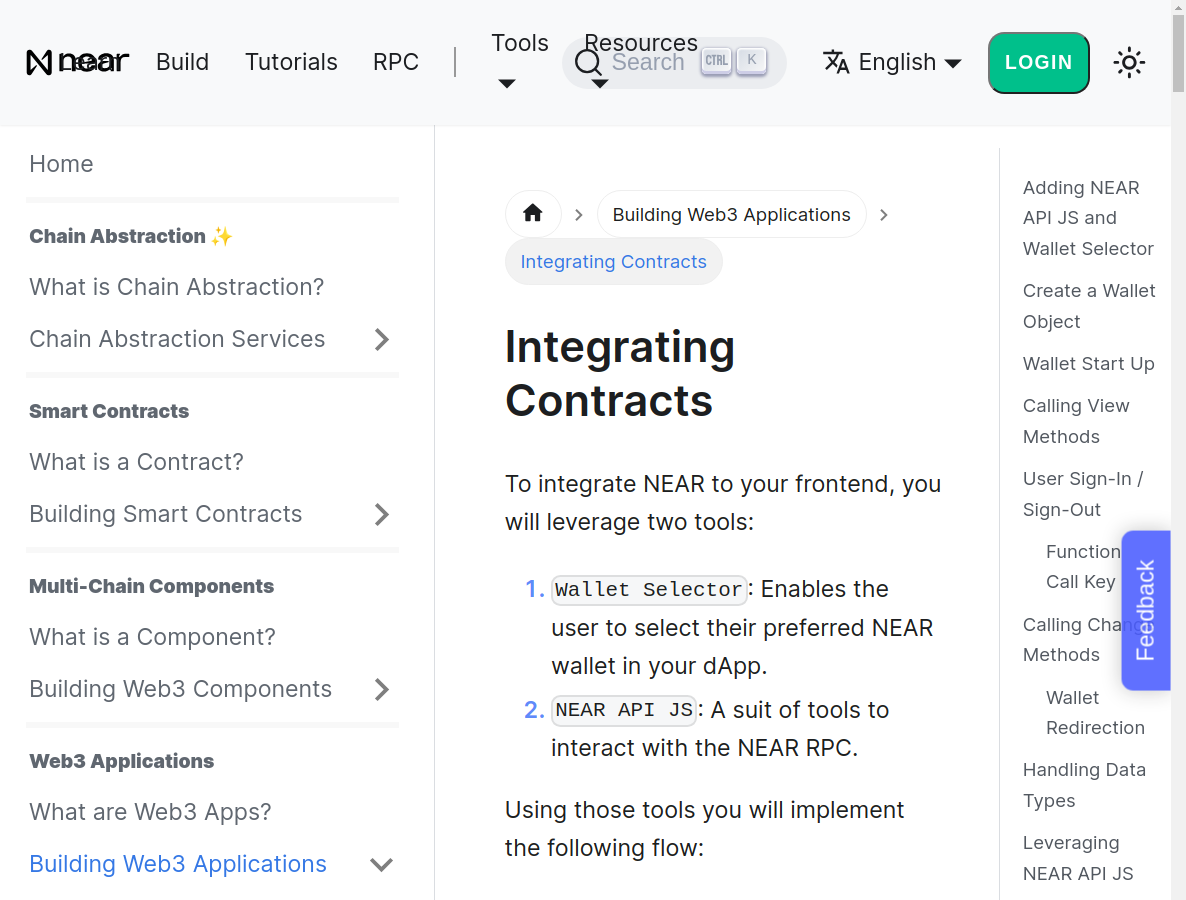 near
Learn
Build
Tutorials
RPC
Tools
Resources
Search
CTRL
K
English
LOGIN
Home
Chain Abstraction ✨
What is Chain Abstraction?
Chain Abstraction Services
Smart Contracts
What is a Contract?
Building Smart Contracts
Multi-Chain Components
What is a Component?
Building Web3 Components
Web3 Applications
What are Web3 Apps?
Building Web3 Applications
Building Web3 Applications
Integrating Contracts
Integrating
Contracts
To integrate NEAR to your frontend, you
will leverage two tools:
1. Wallet Selector: Enables the
user to select their preferred NEAR
wallet in your dApp.
2. NEAR API JS: A suit of tools to
interact with the NEAR RPC.
Using those tools you will implement
the following flow:
Adding NEAR
API JS and
Wallet Selector
Create a Wallet
Object
Wallet Start Up
Calling View
Methods
User Sign-In /
Sign-Out
Function
Call Key
Calling Change
Methods
Wallet
Redirection
Handling Data
Types
Leveraging
NEAR API JS
Feedback